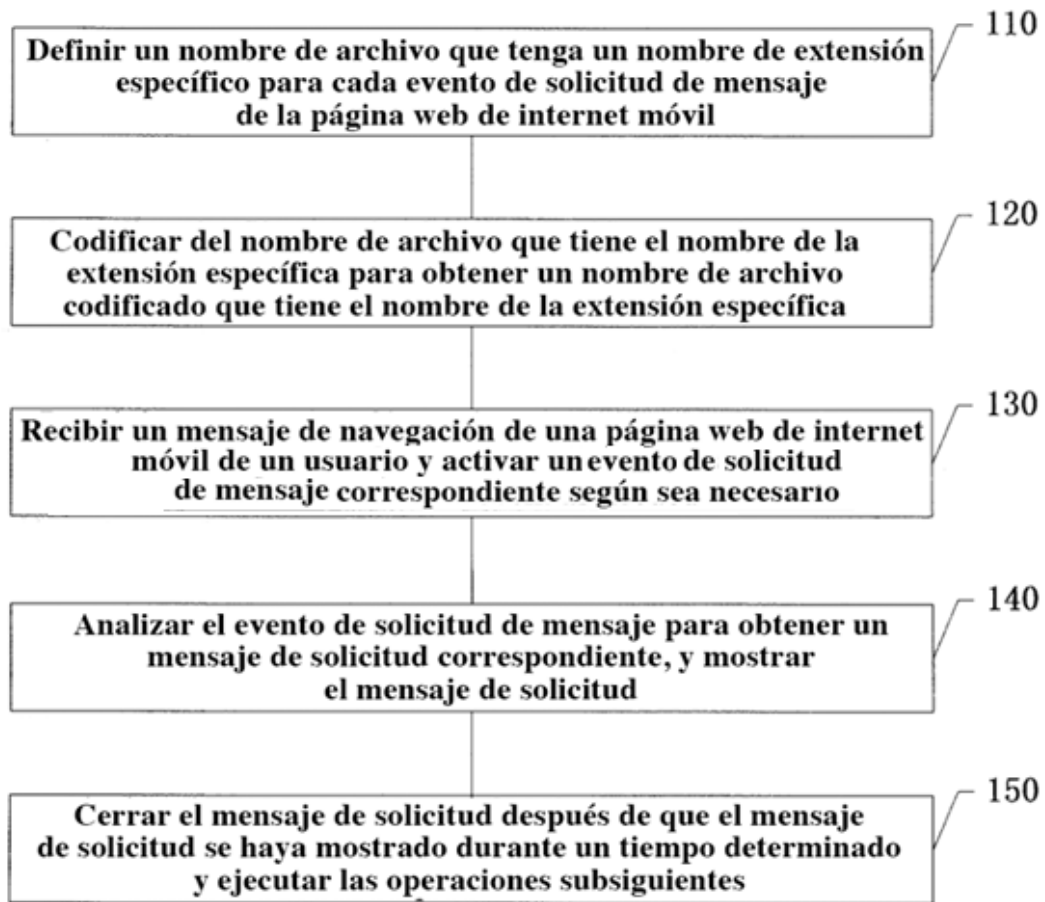 110
Definir un nombre de archivo que tenga un nombre de extensión
específico para cada evento de solicitud de mensaje
de la página web de internet móvil
120
Codificar del nombre de archivo que tiene el nombre de la
extensión específica para obtener un nombre de archivo
codificado que tiene el nombre de la extensión específica
130
Recibir un mensaje de navegación de una página web de internet
móvil de un usuario y activar un evento de solicitud
de mensaje correspondiente según sea necesario
140
Analizar el evento de solicitud de mensaje para obtener un
mensaje de solicitud correspondiente, y mostrar
el mensaje de solicitud
150
Cerrar el mensaje de solicitud después de que el mensaje
de solicitud se haya mostrado durante un tiempo determinado
y ejecutar las operaciones subsiguientes